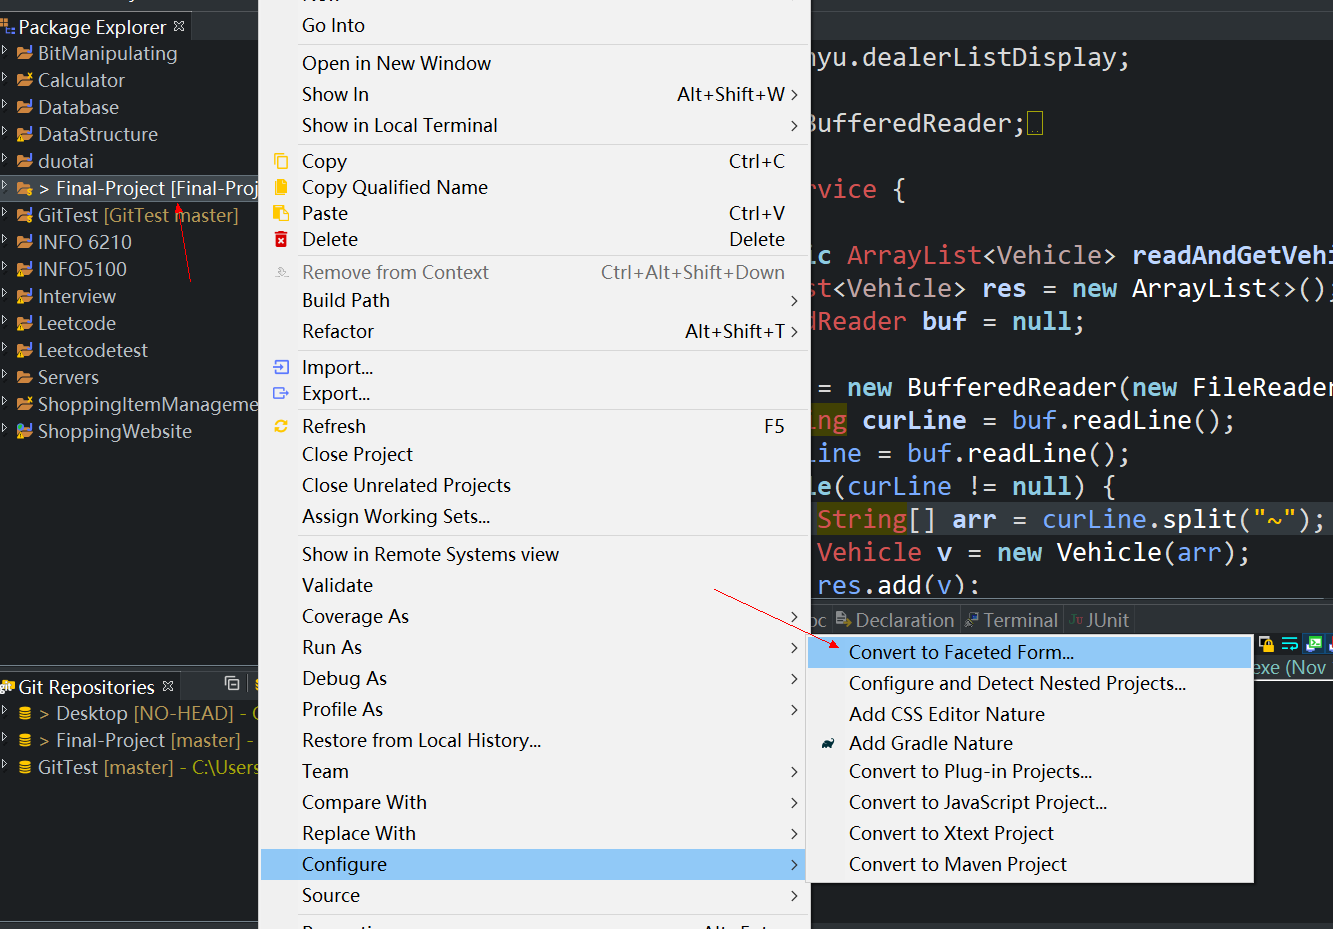 Package Explorer
BitManipulating
Calculator
Database
DataStructure
duotai
> Final-Project [Final-Proj
GitTest [GitTest master]
INFO 6210
INFO5100
Interview
Leetcode
Leetcodetest
Servers
ShoppingItemManageme
ShoppingWebsite
Git Repositories
> Desktop [NO-HEAD] - C
> Final-Project [master] -
GitTest [master] - C:\Users
Go Into
Open in New Window
Show In Alt+Shift+W >
Show in Local Terminal >
Copy Ctrl+C
Copy Qualified Name
Paste Ctrl+V
Delete Delete
Remove from Context Ctrl+Alt+Shift+Down
Build Path >
Refactor Alt+Shift+T >
Import...
Export...
Refresh F5
Close Project
Close Unrelated Projects
Assign Working Sets...
Show in Remote Systems view
Validate
Coverage As >
Run As >
Debug As >
Profile As >
Restore from Local History...
Team >
Compare With >
Replace With >
Configure >
Source >
nyu.dealerListDisplay;
BufferedReader;
rvice {
ic ArrayList<Vehicle> readAndGetVehi
st<Vehicle> res = new ArrayList<>();
dReader buf = null;
= new BufferedReader(new FileReader
ing curLine = buf.readLine();
Line = buf.readLine();
le(curLine != null) {
String[] arr = curLine.split("~");
Vehicle v = new Vehicle(arr);
res.add(v);
oc Declaration Terminal JUnit
exe (Nov
Convert to Faceted Form...
Configure and Detect Nested Projects...
Add CSS Editor Nature
Add Gradle Nature
Convert to Plug-in Projects...
Convert to JavaScript Project...
Convert to Xtext Project
Convert to Maven Project